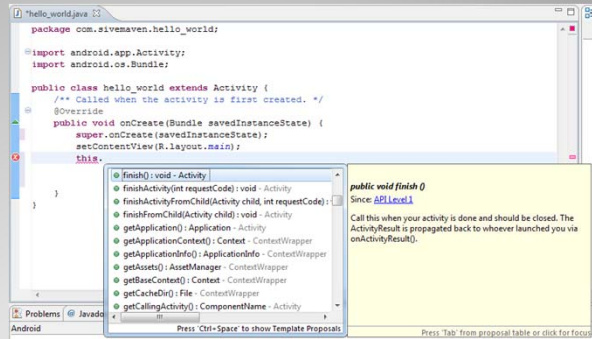 *hello_world.java
package com.sivemaven.hello_world;
import android.app.Activity;
import android.os.Bundle;
public class hello_world extends Activity {
/** Called when the activity is first created. */
@Override
public void onCreate(Bundle savedInstanceState) {
super.onCreate(savedInstanceState);
setContentView(R.layout.main);
this.
}
}
finish() : void - Activity
finishActivity(int requestCode) : void - Activity
finishActivityFromChild(Activity child, int requestCode) :
finishFromChild(Activity child) : void - Activity
getApplication() : Application - Activity
getApplicationContext() : Context - ContextWrapper
getApplicationInfo() : ApplicationInfo - ContextWrapper
getAssets() : AssetManager - ContextWrapper
getBaseContext() : Context - ContextWrapper
getCacheDir() : File - ContextWrapper
getCallingActivity() : ComponentName - Activity
Press 'Ctrl+Space' to show Template Proposals
public void finish ()
Since: API Level 1
Call this when your activity is done and should be closed. The
ActivityResult is propagated back to whoever launched you via
onActivityResult().
Press 'Tab' from proposal table or click for focus
Problems @ Javado
Android